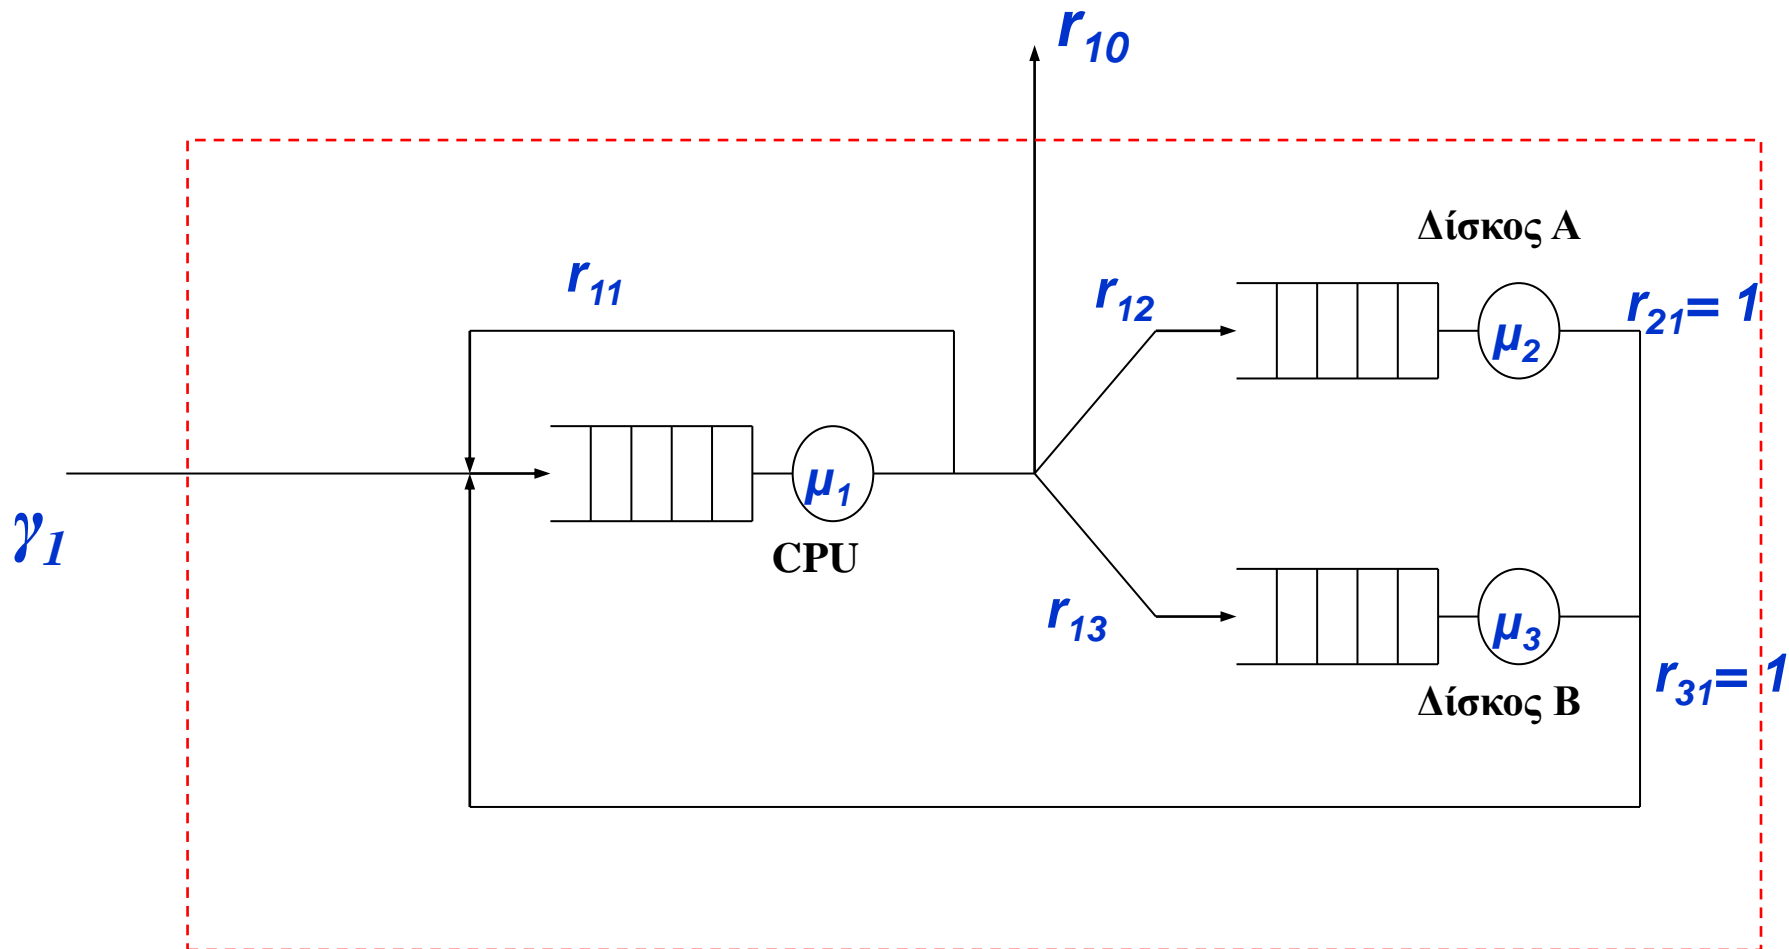 r10
Δίσκος Α
r11
r12
r21= 1
μ2
μ1
γ1
CPU
r13
μ3
r31= 1
Δίσκος Β